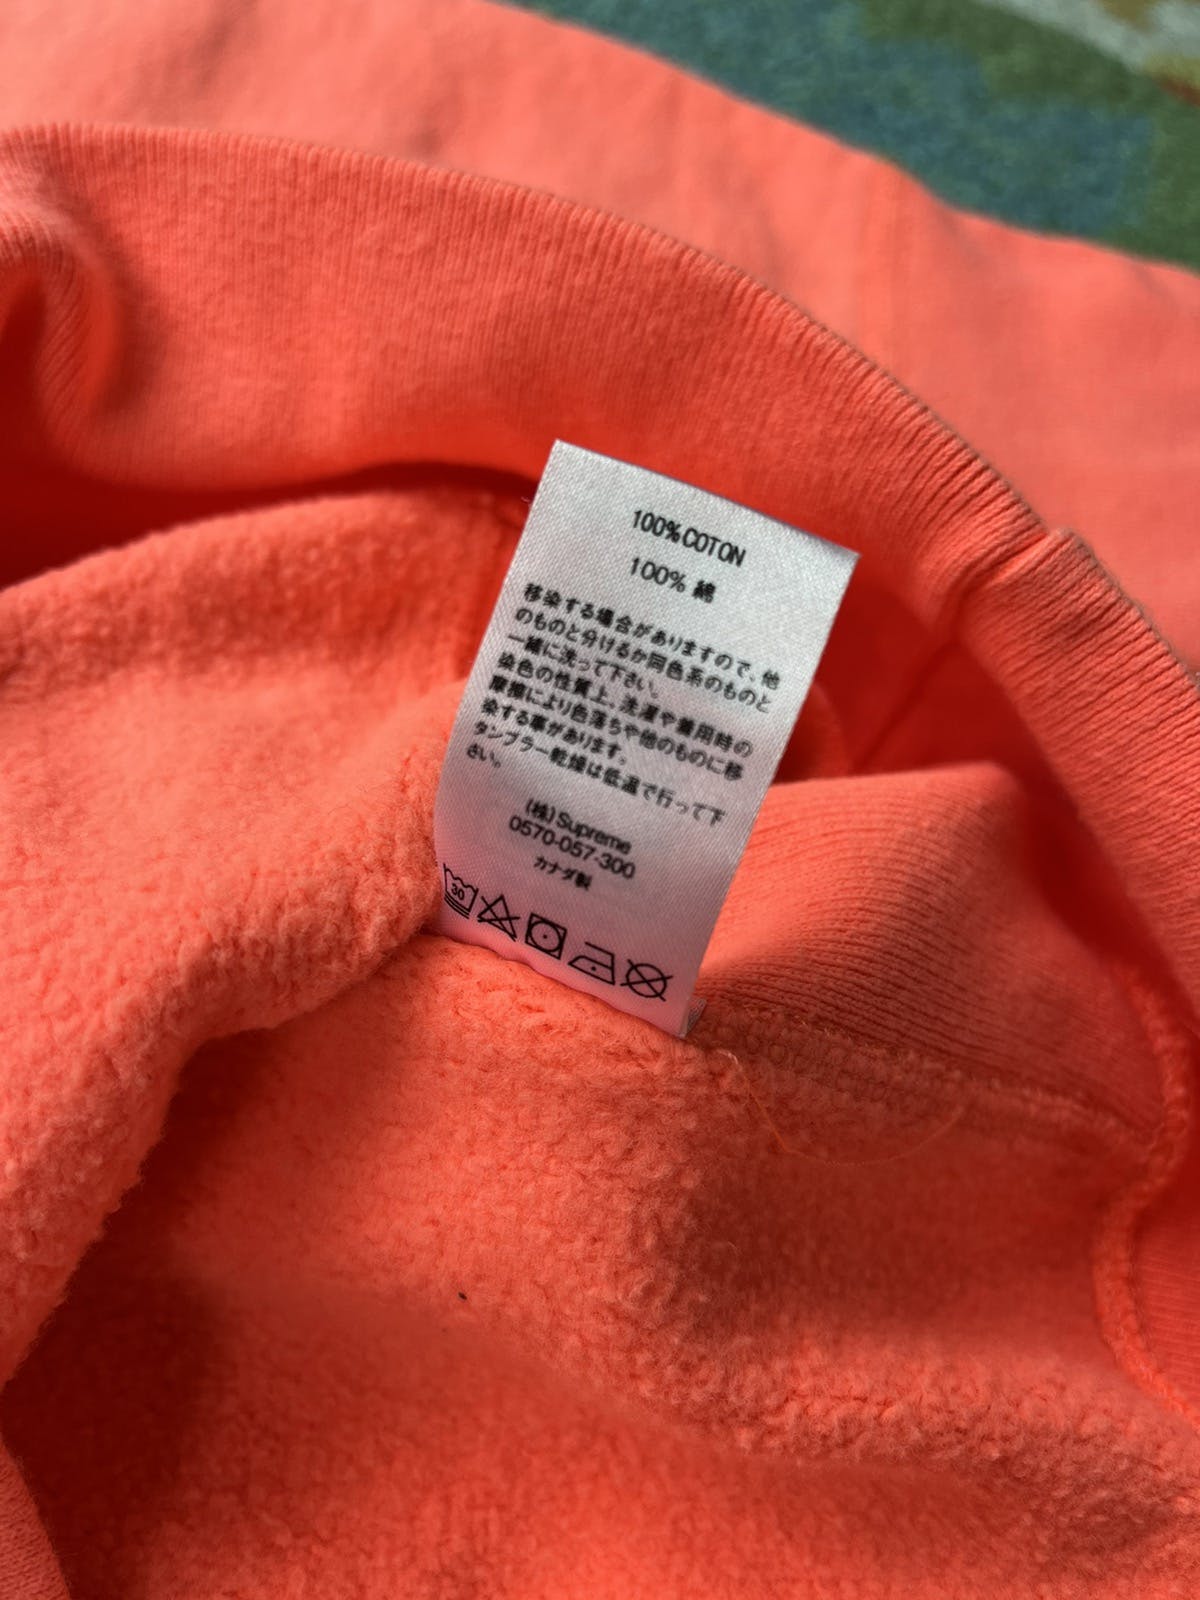 100%COTON
100% 綿
移染する場合がありますので、他
のものと分けるか同色系のものと
一緒に洗って下さい。
染色の性質上、洗濯や着用時の
摩擦により色落ちや他のものに移
染する事があります。
タンブラー乾燥は低温で行って下
さい。
(株)Supreme
0570-057-300
カナダ製
30